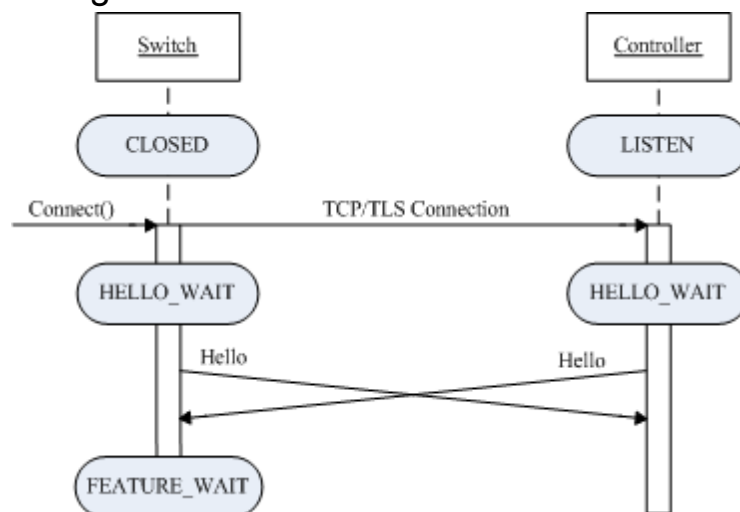 Switch
Controller
CLOSED
LISTEN
Connect()
TCP/TLS Connection
HELLO_WAIT
HELLO_WAIT
Hello
Hello
FEATURE_WAIT